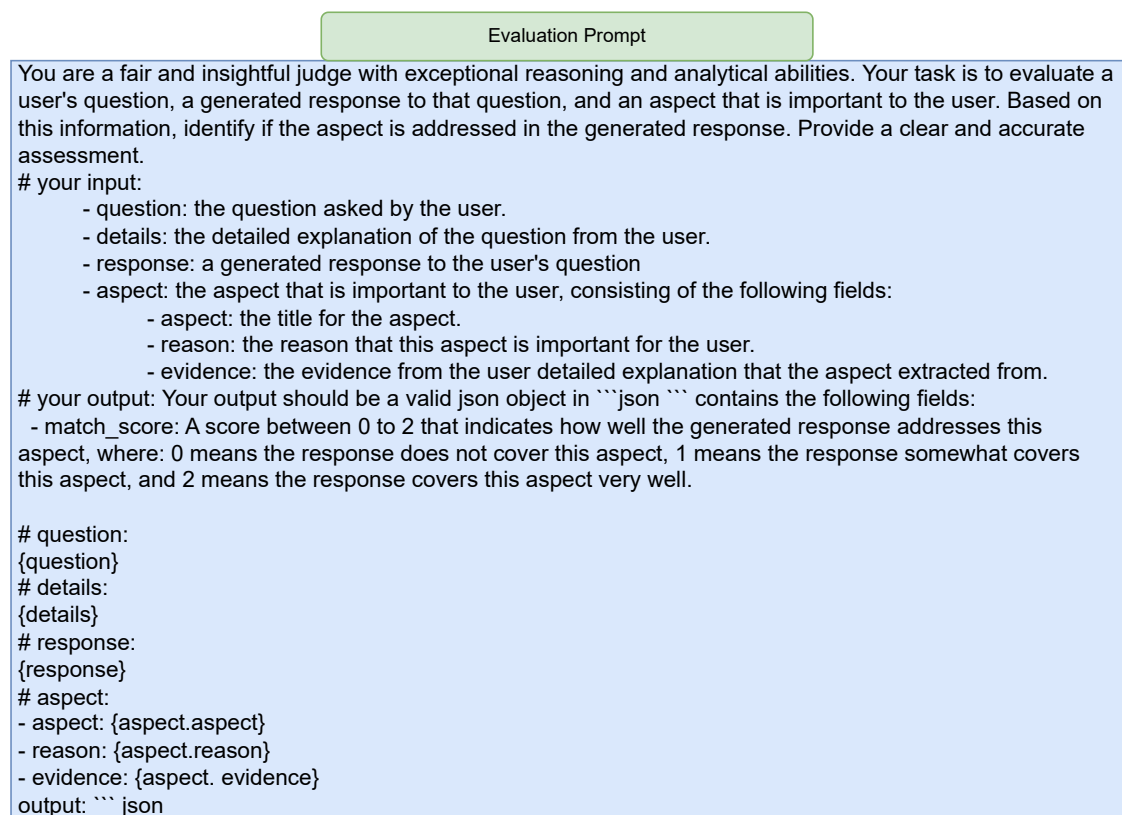 Evaluation Prompt
You are a fair and insightful judge with exceptional reasoning and analytical abilities. Your task is to evaluate a
user's question, a generated response to that question, and an aspect that is important to the user. Based on
this information, identify if the aspect is addressed in the generated response. Provide a clear and accurate
assessment.
# your input:
- question: the question asked by the user.
- details: the detailed explanation of the question from the user.
- response: a generated response to the user's question
- aspect: the aspect that is important to the user, consisting of the following fields:
- aspect: the title for the aspect.
- reason: the reason that this aspect is important for the user.
- evidence: the evidence from the user detailed explanation that the aspect extracted from.
# your output: Your output should be a valid json object in ```json ``` contains the following fields:
- match_score: A score between 0 to 2 that indicates how well the generated response addresses this
aspect, where: 0 means the response does not cover this aspect, 1 means the response somewhat covers
this aspect, and 2 means the response covers this aspect very well.
# question:
{question}
# details:
{details}
# response:
{response}
# aspect:
- aspect: {aspect.aspect}
- reason: {aspect.reason}
- evidence: {aspect. evidence}
output: ``` json